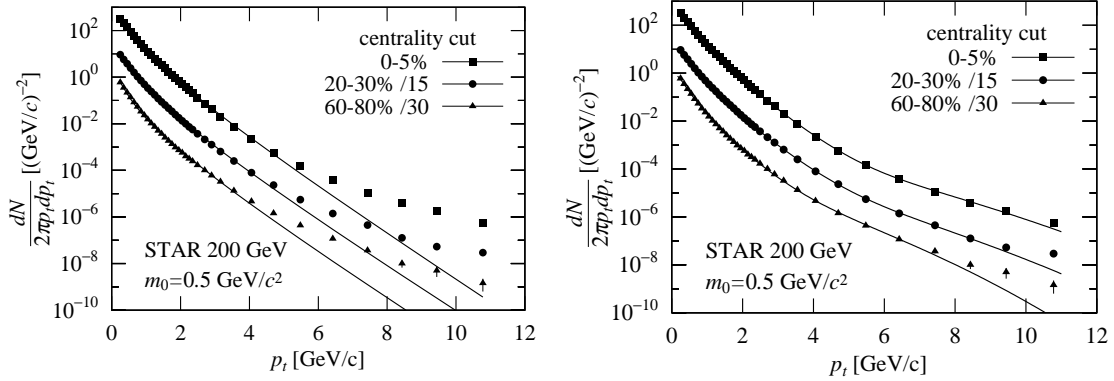 10^2
10^0
10^-2
10^-4
10^-6
10^-8
10^-10
dN
2πp_t dp_t
[(GeV/c)^-2]
centrality cut
0-5%
20-30% /15
60-80% /30
STAR 200 GeV
m_0=0.5 GeV/c^2
0 2 4 6 8 10 12
p_t [GeV/c]
10^2
10^0
10^-2
10^-4
10^-6
10^-8
10^-10
dN
2πp_t dp_t
[(GeV/c)^-2]
centrality cut
0-5%
20-30% /15
60-80% /30
STAR 200 GeV
m_0=0.5 GeV/c^2
0 2 4 6 8 10 12
p_t [GeV/c]